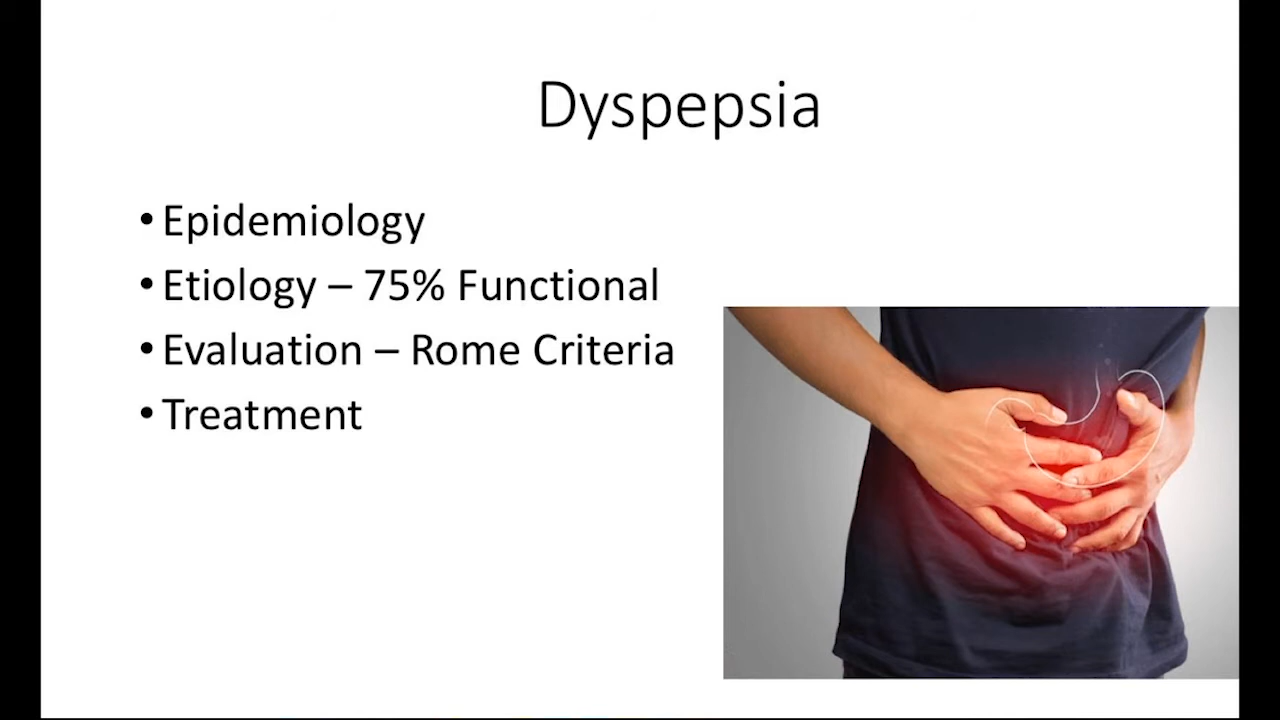 Dyspepsia
• Epidemiology
• Etiology – 75% Functional
• Evaluation – Rome Criteria
• Treatment